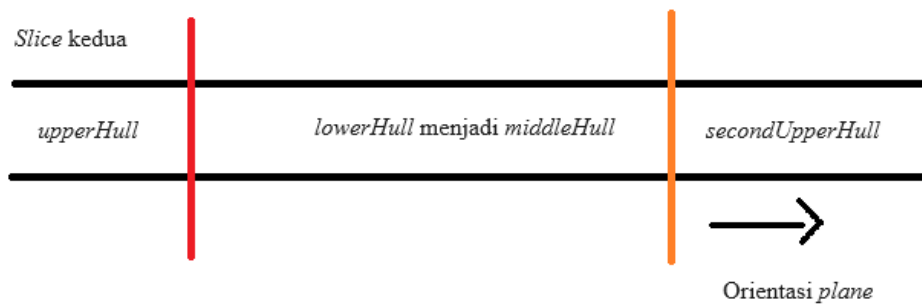 Slice kedua
upperHull
lowerHull menjadi middleHull
secondUpperHull
Orientasi plane